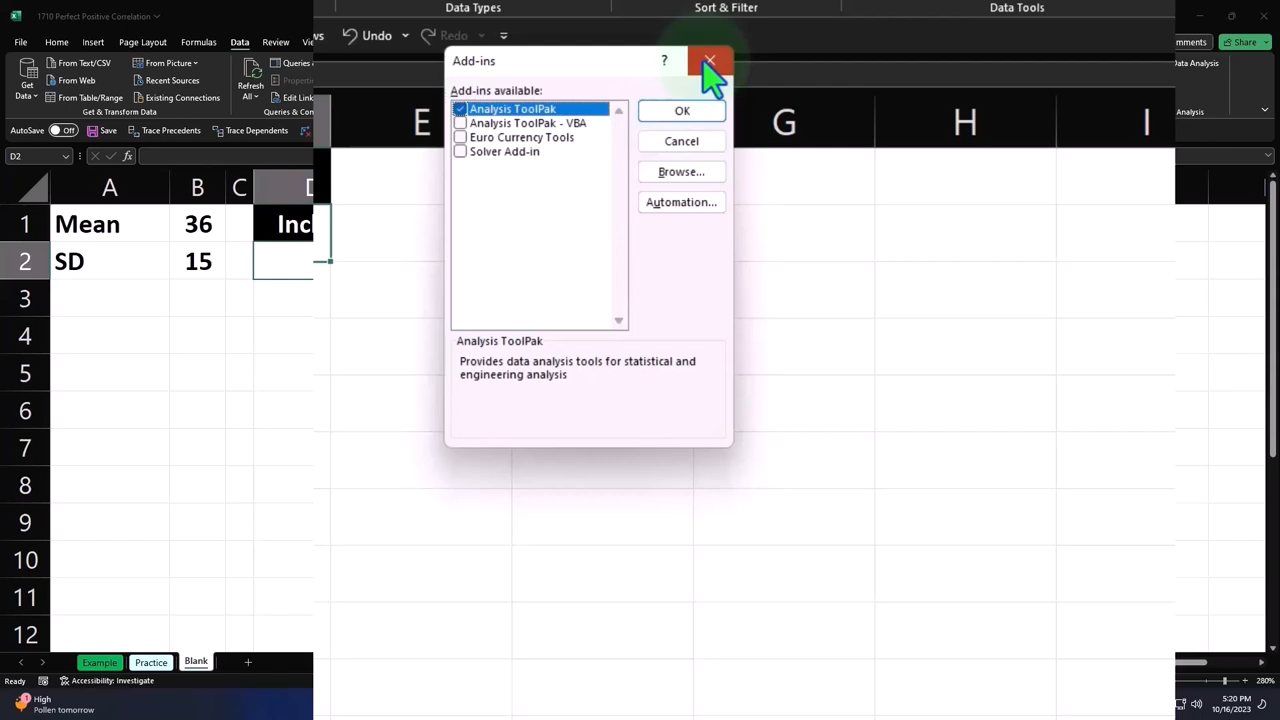 1710 Perfect Positive Correlation
File
Home
Insert
Page Layout
Formulas
Data
Review
Comments
Share
Get Data
From Text/CSV
From Web
From Table/Range
From Picture
Recent Sources
Existing Connections
Refresh All
Queries
Edit Link
Get & Transform Data
Data Types
Sort & Filter
Data Tools
Data Analysis
AutoSave Off
Save
Trace Precedents
Trace Dependents
Undo
Redo
D2
fx
A B C D
E G H I
1 Mean 36
2 SD 15
3
4
5
6
7
8
9
10
11
12
Add-ins
?
Add-ins available:
Analysis ToolPak
Analysis ToolPak - VBA
Euro Currency Tools
Solver Add-in
OK
Cancel
Browse...
Automation...
Analysis ToolPak
Provides data analysis tools for statistical and
engineering analysis
Example Practice Blank +
Ready
Accessibility: Investigate
280%
1
High
Pollen tomorrow
5:20 PM
10/16/2023